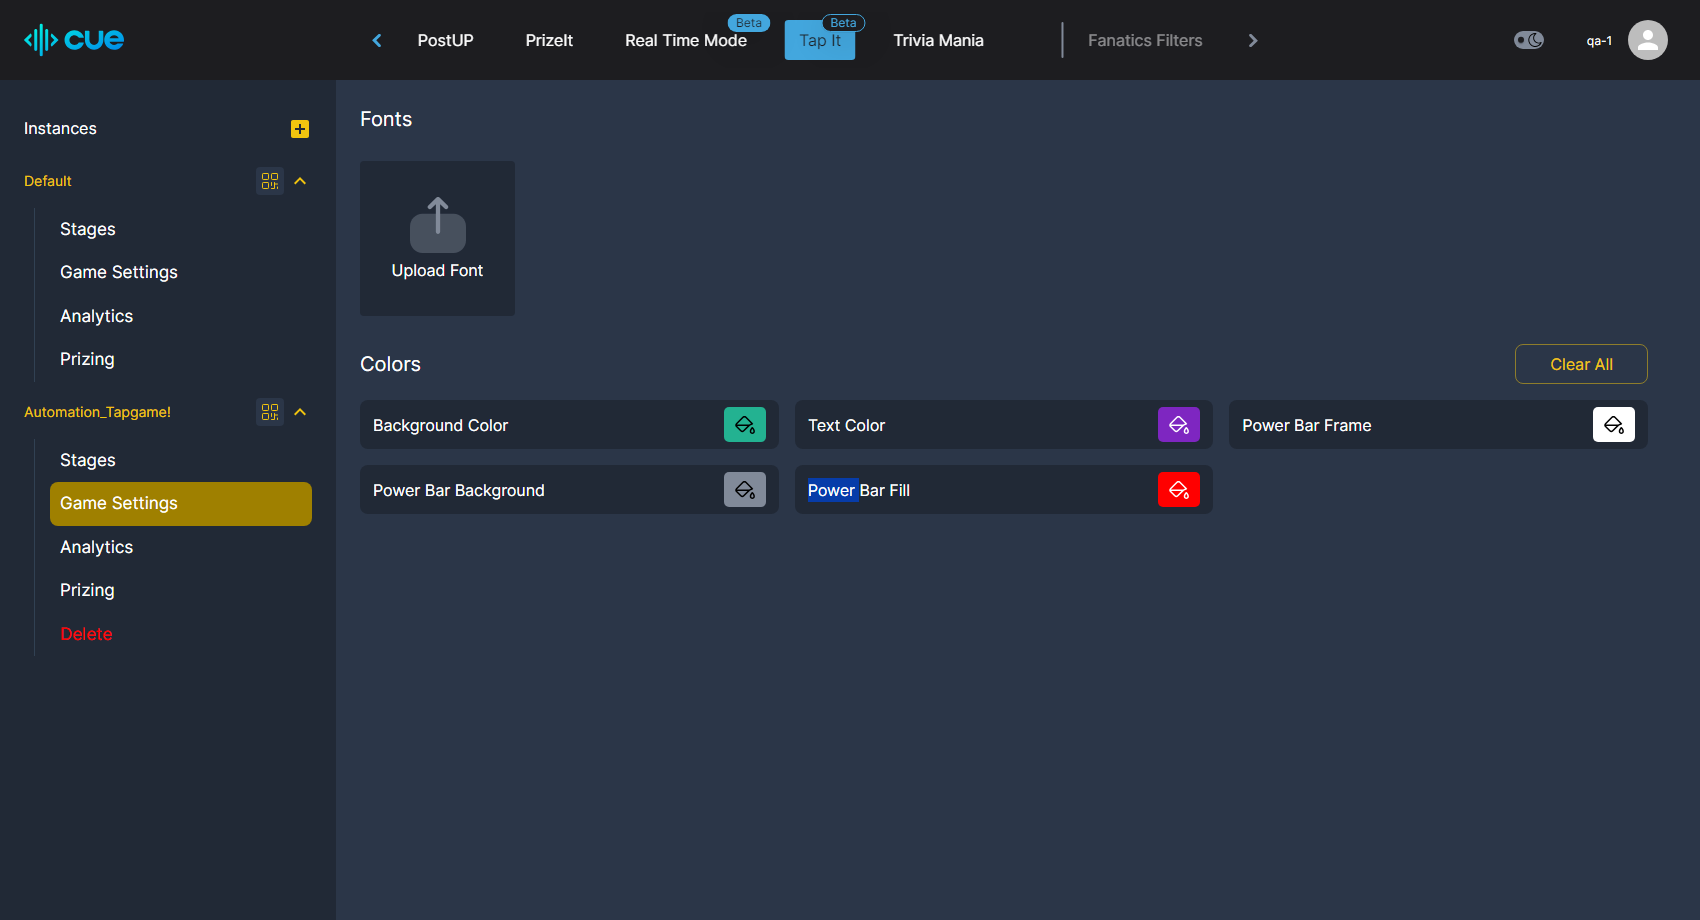 cue
PostUP
PrizeIt
Real Time Mode
Beta
Tap It
Beta
Trivia Mania
Fanatics Filters
qa-1
Instances
Default
Stages
Game Settings
Analytics
Prizing
Automation_Tapgame!
Stages
Game Settings
Analytics
Prizing
Delete
Fonts
Upload Font
Colors
Clear All
Background Color
Text Color
Power Bar Frame
Power Bar Background
Power Bar Fill